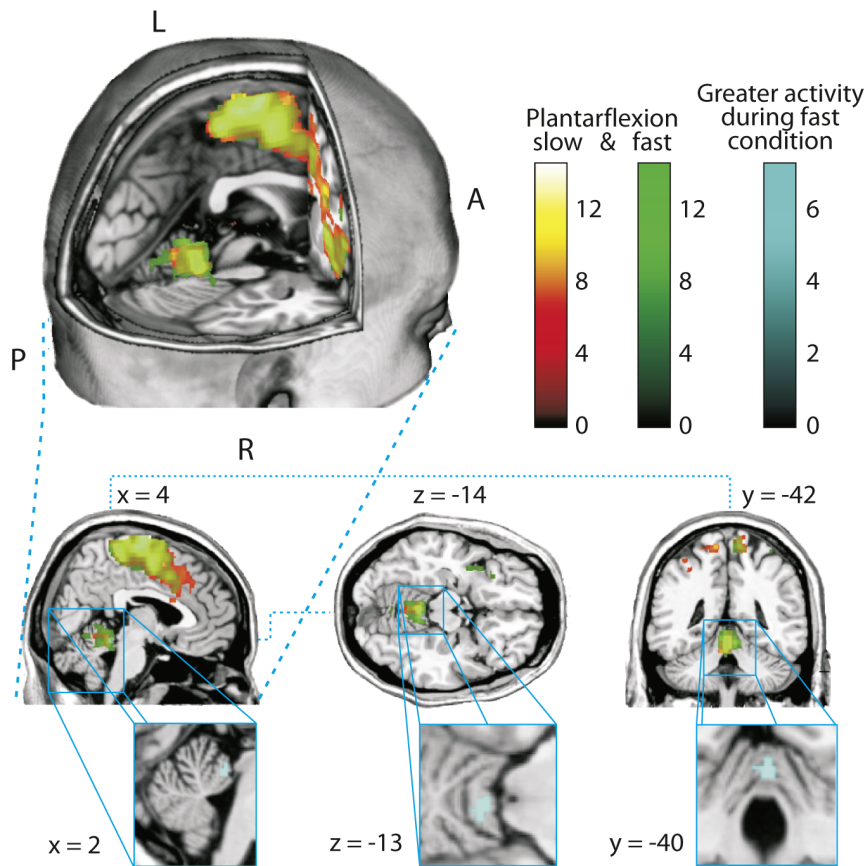 L
A
P
R
Plantarflexion
slow & fast
Greater activity
during fast
condition
12
8
4
0
12
8
4
0
6
4
2
0
x = 4
z = -14
y = -42
x = 2
z = -13
y = -40